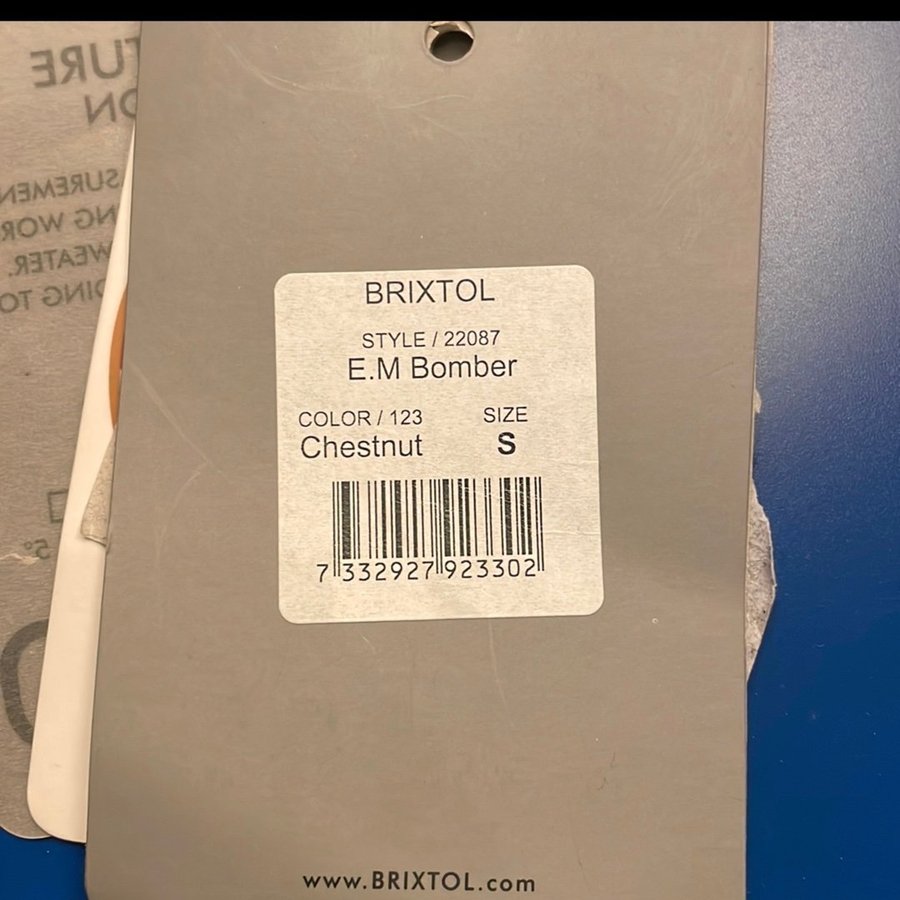 BRIXTOL
STYLE / 22087
E.M Bomber
COLOR / 123 SIZE
Chestnut S
7 332927 923302
www.BRIXTOL.com